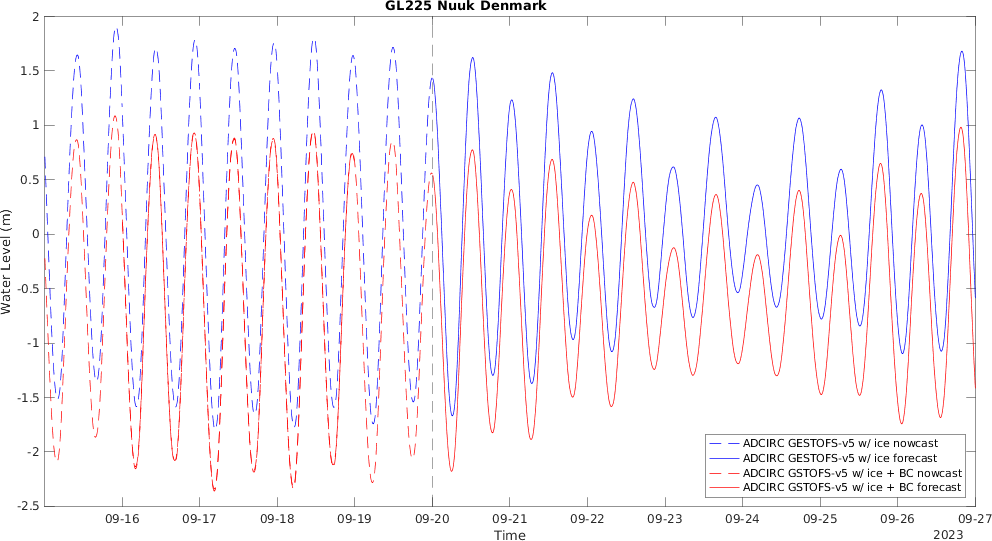 GL225 Nuuk Denmark
2
1.5
1
0.5
0
-0.5
-1
-1.5
-2
-2.5
Water Level (m)
ADCIRC GESTOFS-v5 w/ ice nowcast
ADCIRC GESTOFS-v5 w/ ice forecast
ADCIRC GSTOFS-v5 w/ ice + BC nowcast
ADCIRC GSTOFS-v5 w/ ice + BC forecast
09-16 09-17 09-18 09-19 09-20 09-21 09-22 09-23 09-24 09-25 09-26 09-27
Time
2023